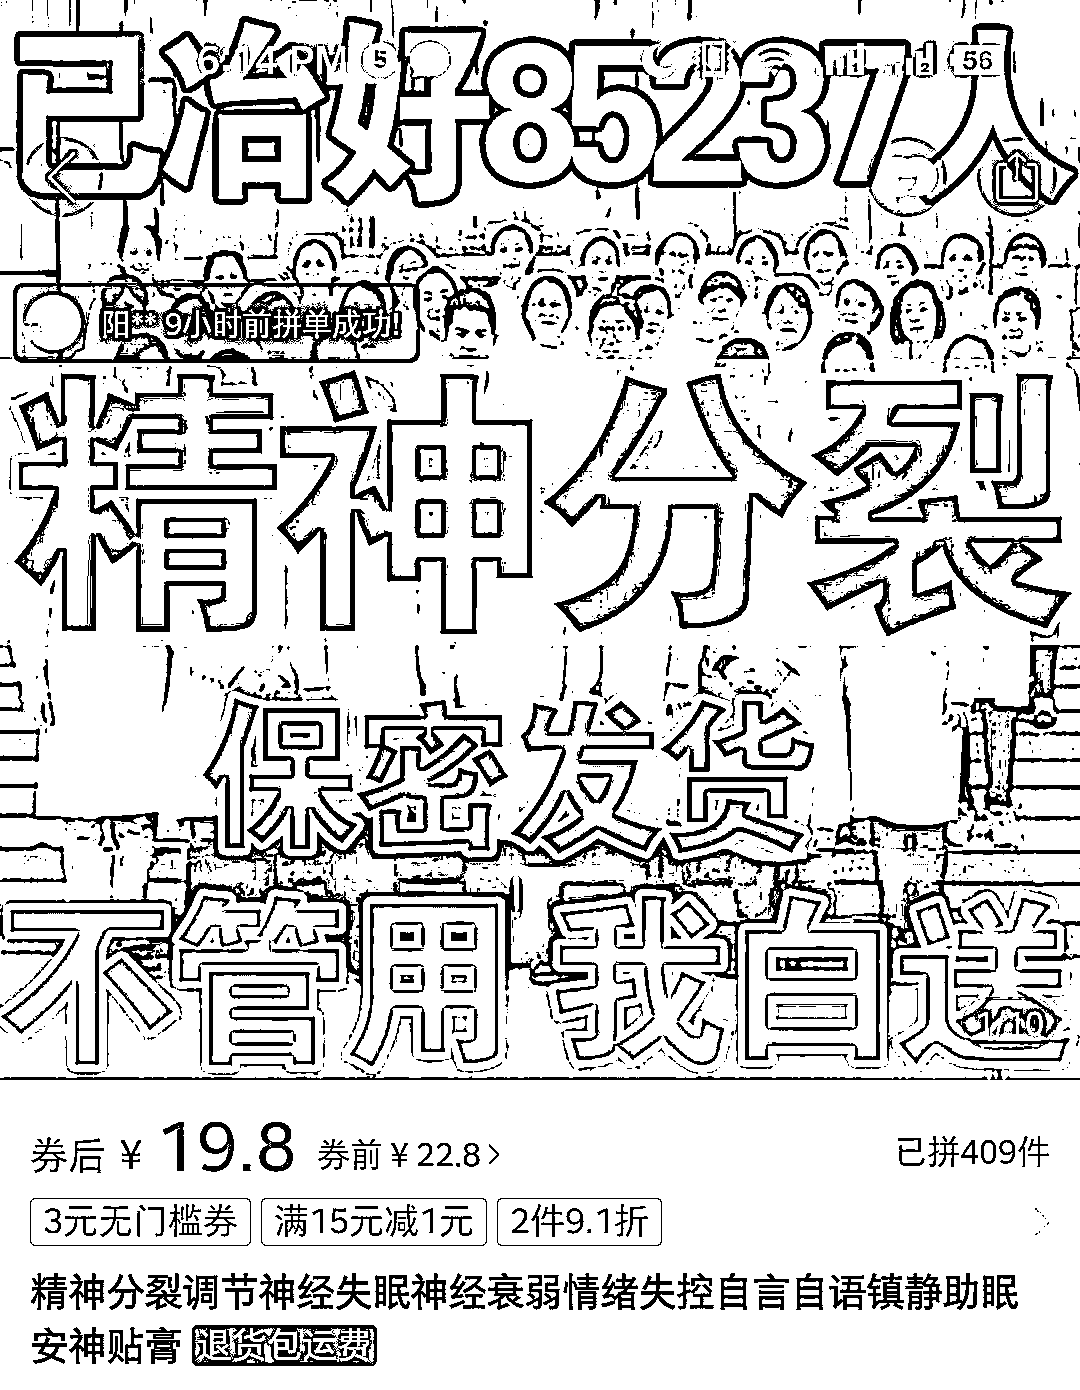 已治好85237人
6:14 PM
56
阳** 9小时前拼单成功!
精神分裂
保密发货
不管用 我白送
1/10
券后 ¥ 19.8 券前 ¥ 22.8 已拼409件
3元无门槛券 满15元减1元 2件9.1折
精神分裂调节神经失眠神经衰弱情绪失控自言自语镇静助眠
安神贴膏 退货包运费